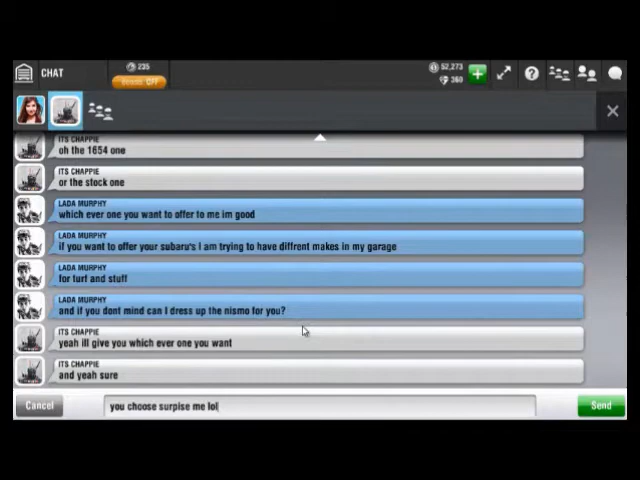 CHAT
235
Boosts OFF
52,273
360
ITS CHAPPIE
oh the 1654 one
ITS CHAPPIE
or the stock one
LADA MURPHY
which ever one you want to offer to me im good
LADA MURPHY
if you want to offer your subaru's i am trying to have diffrent makes in my garage
LADA MURPHY
for turf and stuff
LADA MURPHY
and if you dont mind can I dress up the nismo for you?
ITS CHAPPIE
yeah ill give you which ever one you want
ITS CHAPPIE
and yeah sure
Cancel
you choose surpise me lol
Send